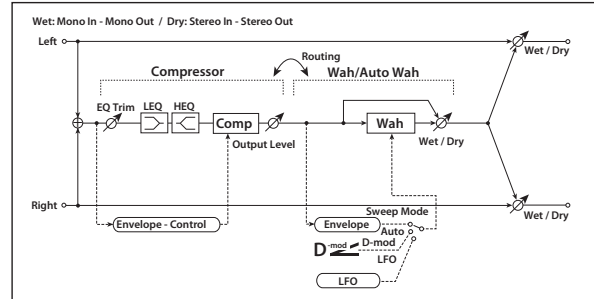 Wet: Mono In - Mono Out / Dry: Stereo In - Stereo Out
Left
Wet / Dry
Routing
Compressor
Wah/Auto Wah
EQ Trim
LEQ
HEQ
Comp
Output Level
Wah
Wet / Dry
Right
Wet / Dry
Envelope - Control
Envelope
Sweep Mode
Auto
D-mod
D-mod
LFO
LFO